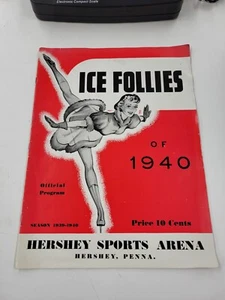 Electronic Compact Scale
ICE FOLLIES
OF
1940
Official
Program
SEASON 1939-1940
Price 10 Cents
HERSHEY SPORTS ARENA
HERSHEY, PENNA.